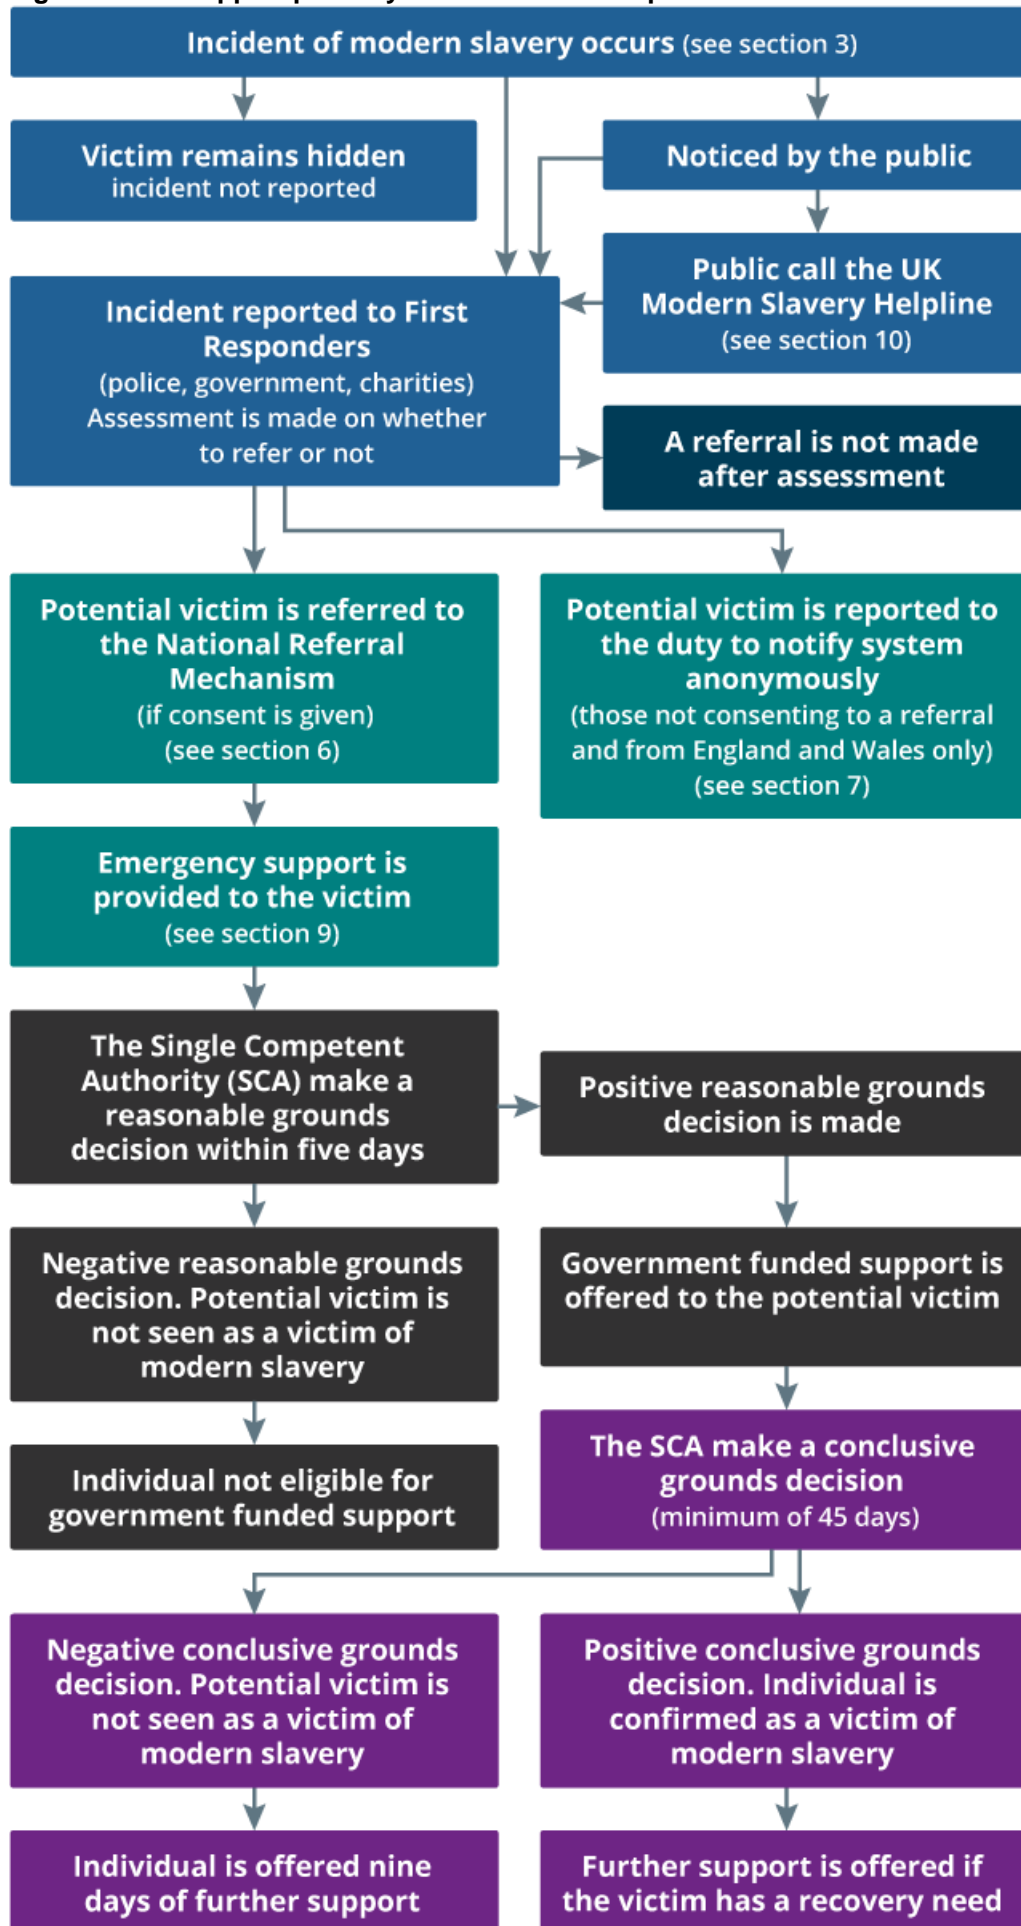 Incident of modern slavery occurs (see section 3)
Victim remains hidden
incident not reported
Noticed by the public
Public call the UK
Modern Slavery Helpline
(see section 10)
Incident reported to First
Responders
(police, government, charities)
Assessment is made on whether
to refer or not
A referral is not made
after assessment
Potential victim is referred to
the National Referral
Mechanism
(if consent is given)
(see section 6)
Potential victim is reported to
the duty to notify system
anonymously
(those not consenting to a referral
and from England and Wales only)
(see section 7)
Emergency support is
provided to the victim
(see section 9)
The Single Competent
Authority (SCA) make a
reasonable grounds
decision within five days
Positive reasonable grounds
decision is made
Negative reasonable grounds
decision. Potential victim is
not seen as a victim of
modern slavery
Government funded support is
offered to the potential victim
Individual not eligible for
government funded support
The SCA make a conclusive
grounds decision
(minimum of 45 days)
Negative conclusive grounds
decision. Potential victim is
not seen as a victim of
modern slavery
Positive conclusive grounds
decision. Individual is
confirmed as a victim of
modern slavery
Individual is offered nine
days of further support
Further support is offered if
the victim has a recovery need